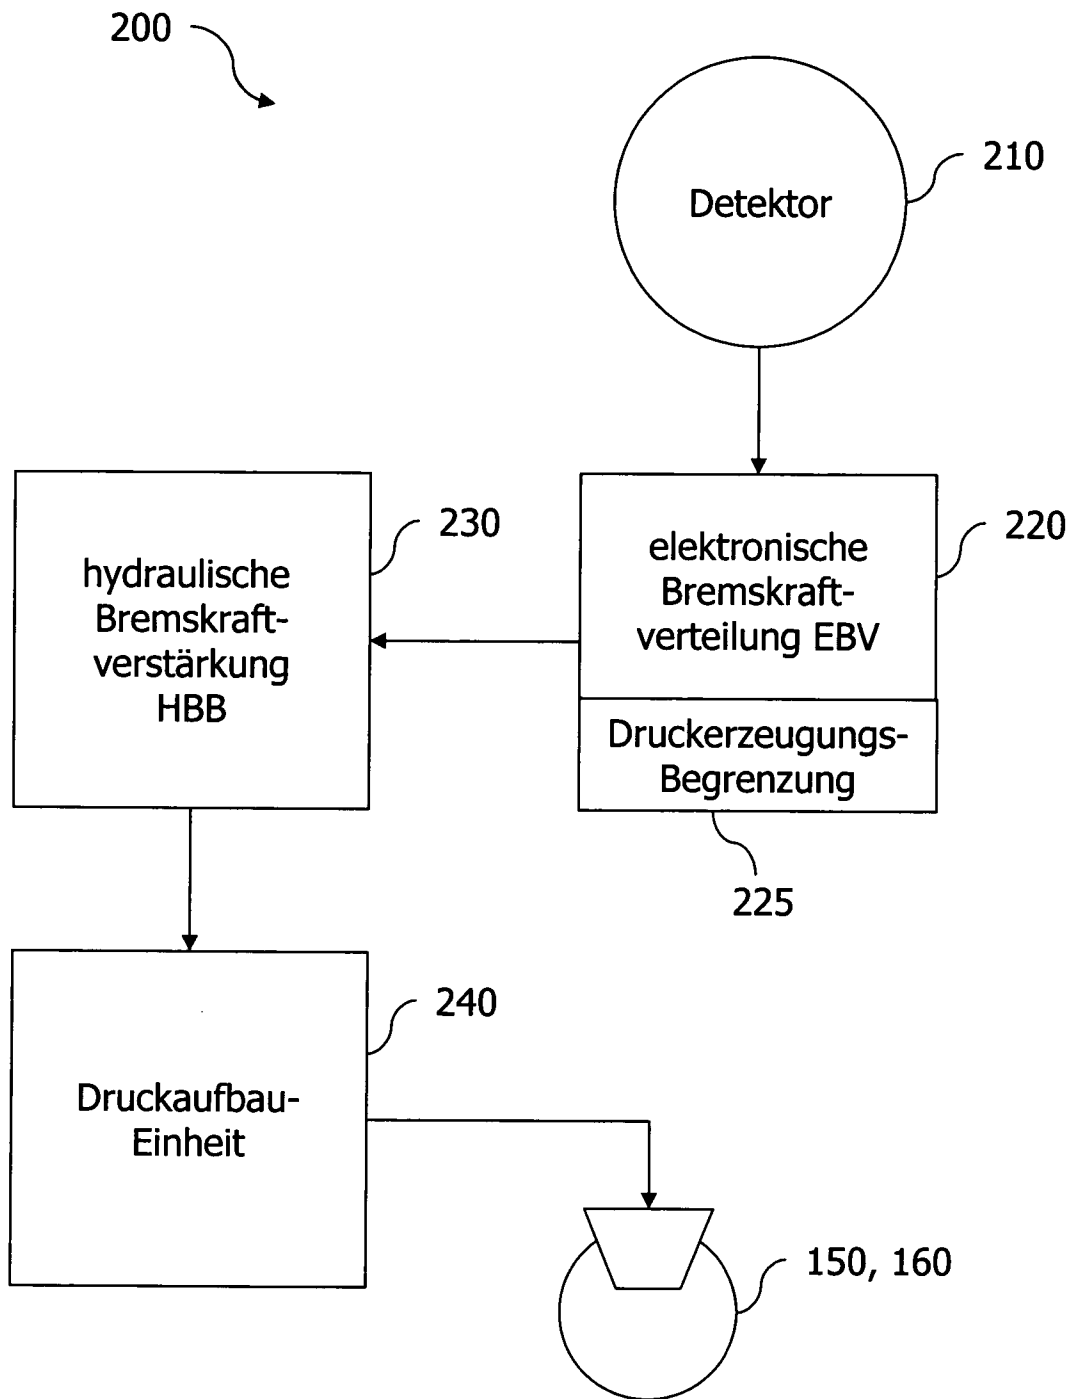 200
210
Detektor
230
220
hydraulische
Bremskraft-
verstärkung
HBB
elektronische
Bremskraft-
verteilung EBV
Druckerzeugungs-
Begrenzung
225
240
Druckaufbau-
Einheit
150, 160